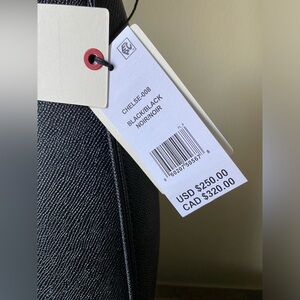 CHELSE-008
BLACK/BLACK
NOIR/NOIR
USD $250.00
CAD $320.00